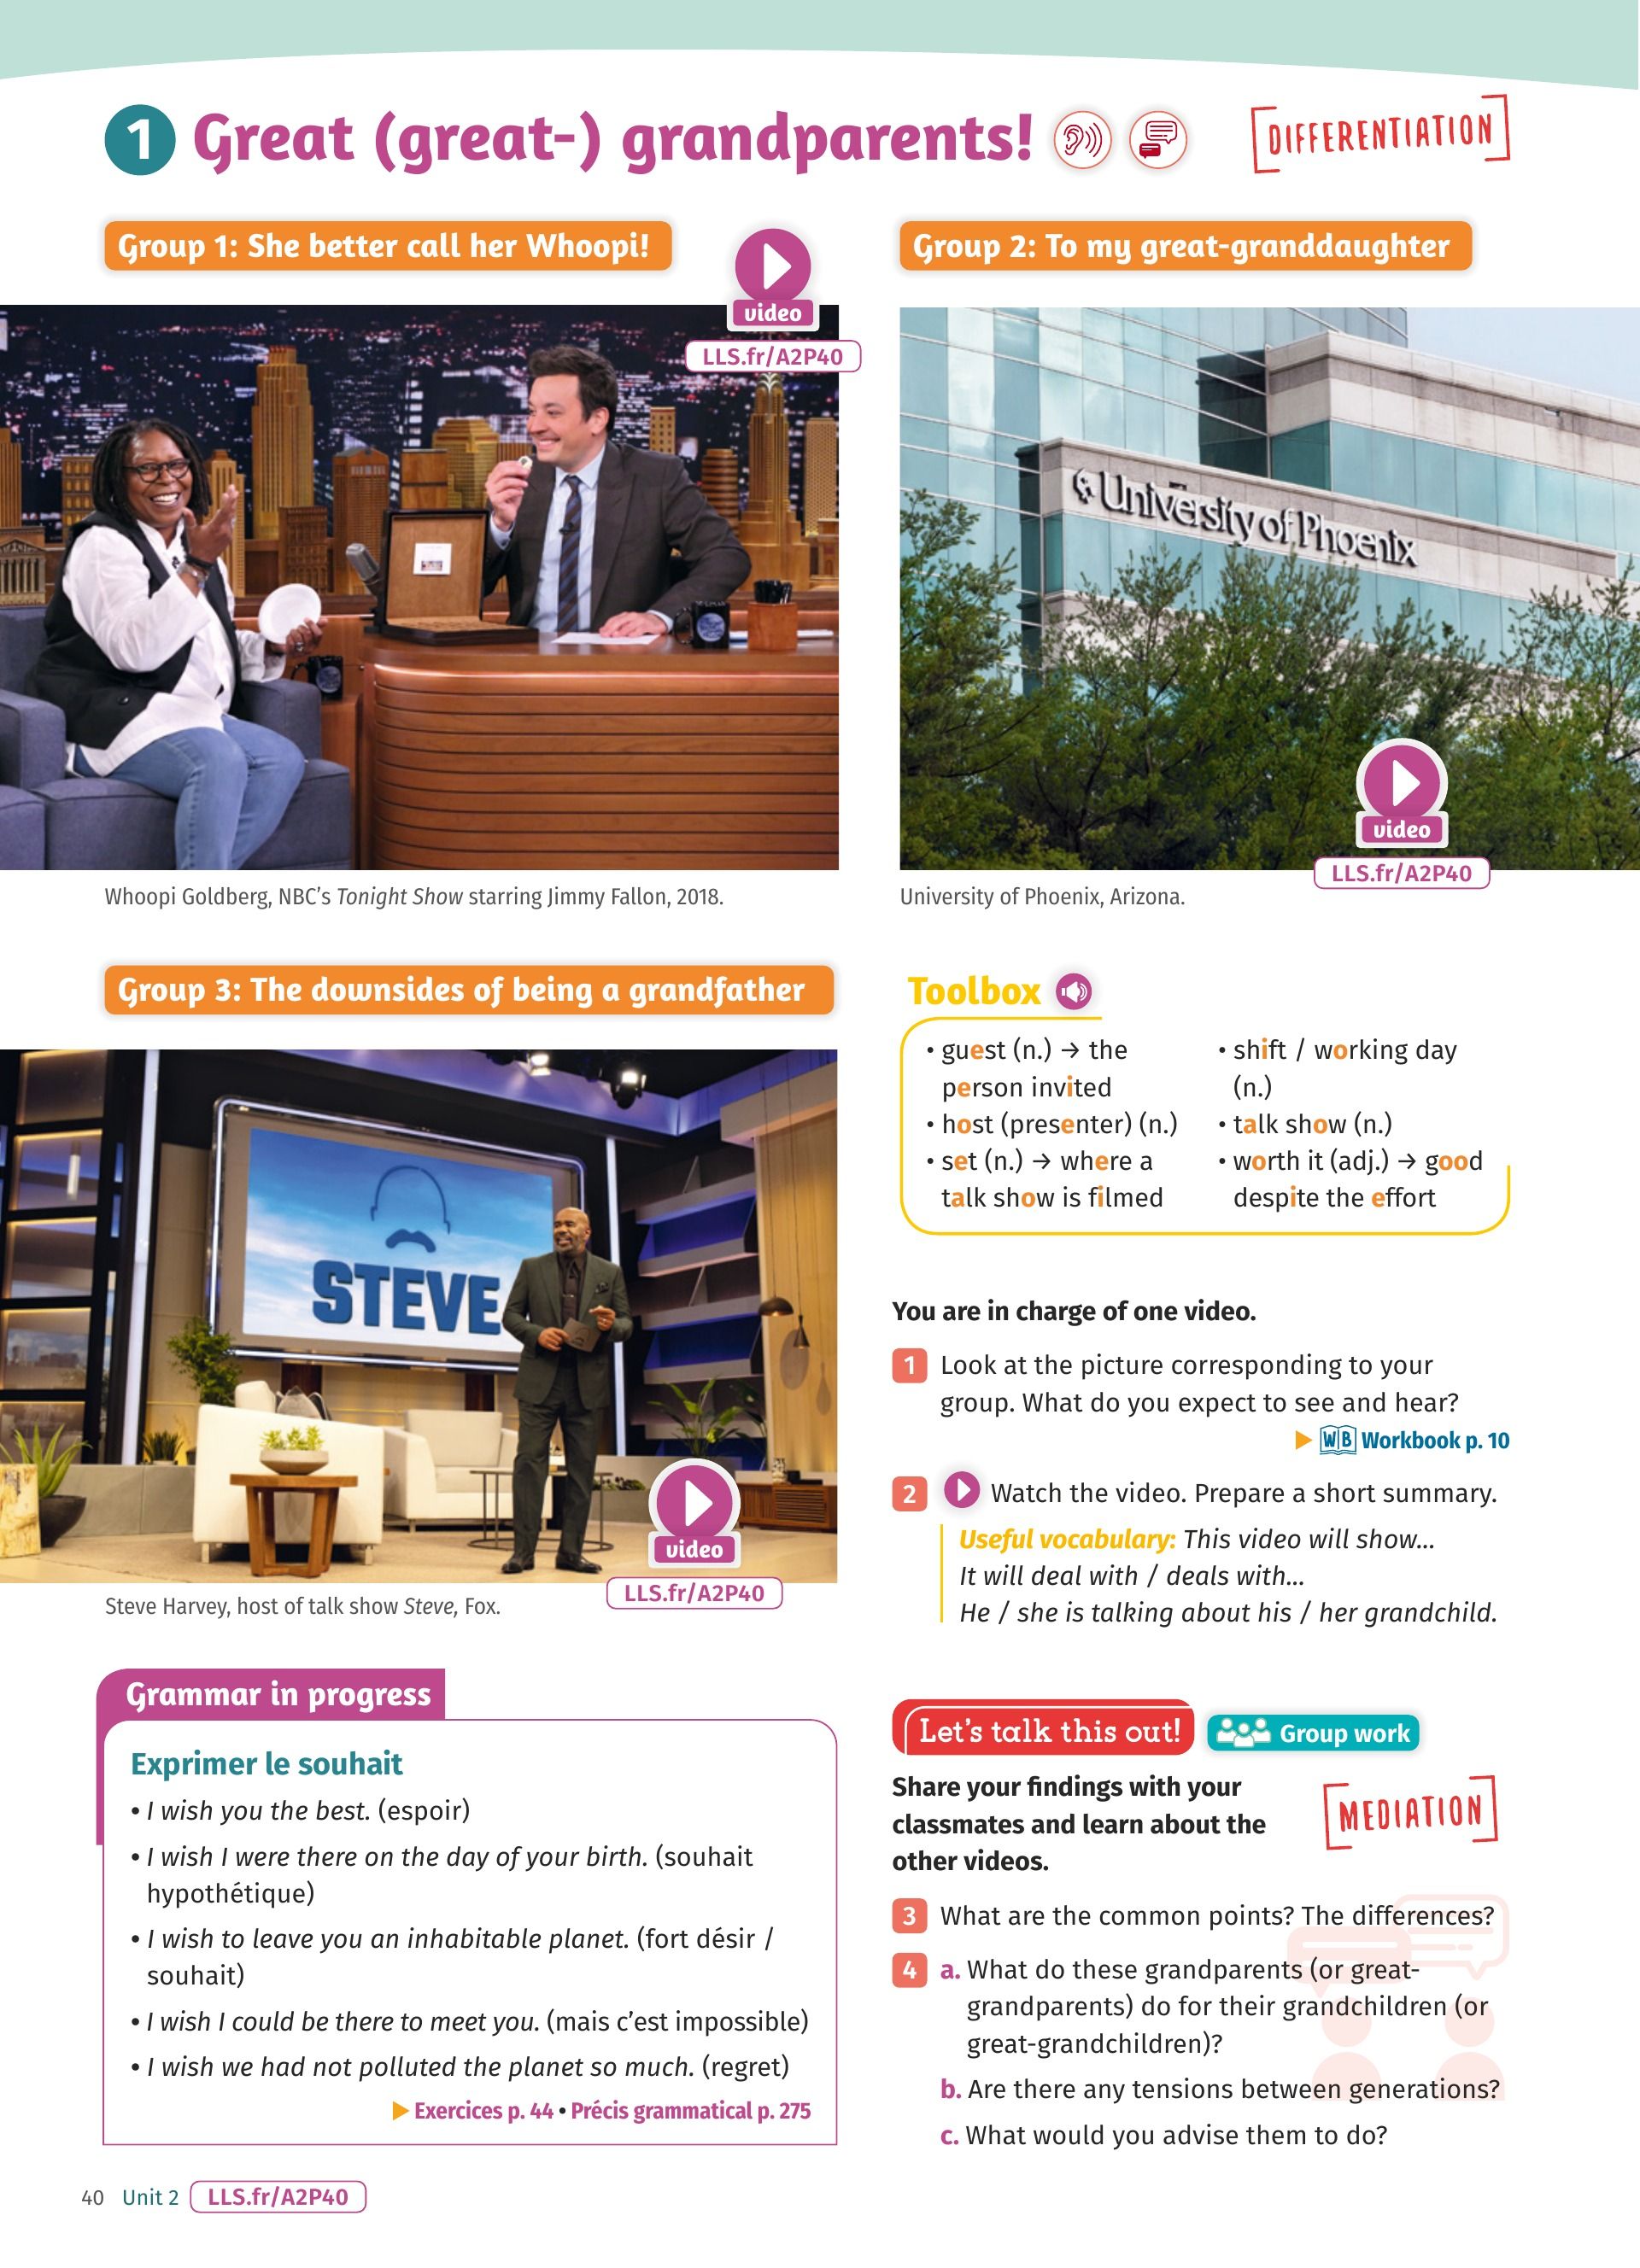 1 Great (great-) grandparents!
DIFFERENTIATION
Group 1: She better call her Whoopi!
video
LLS.fr/A2P40
Whoopi Goldberg, NBC's Tonight Show starring Jimmy Fallon, 2018.
Group 2: To my great-granddaughter
University of Phoenix
video
LLS.fr/A2P40
University of Phoenix, Arizona.
Group 3: The downsides of being a grandfather
STEVE
video
LLS.fr/A2P40
Steve Harvey, host of talk show Steve, Fox.
Grammar in progress
Exprimer le souhait
• I wish you the best. (espoir)
• I wish I were there on the day of your birth. (souhait
hypothétique)
• I wish to leave you an inhabitable planet. (fort désir /
souhait)
• I wish I could be there to meet you. (mais c'est impossible)
• I wish we had not polluted the planet so much. (regret)
Exercices p. 44 • Précis grammatical p. 275
Toolbox
• guest (n.) → the
person invited
• host (presenter) (n.)
• set (n.) → where a
talk show is filmed
• shift / working day
(n.)
• talk show (n.)
• worth it (adj.) → good
despite the effort
You are in charge of one video.
1 Look at the picture corresponding to your
group. What do you expect to see and hear?
WB Workbook p. 10
2 Watch the video. Prepare a short summary.
Useful vocabulary: This video will show...
It will deal with / deals with...
He / she is talking about his / her grandchild.
Let's talk this out! Group work
Share your findings with your
classmates and learn about the
other videos.
MEDIATION
3 What are the common points? The differences?
4 a. What do these grandparents (or great-
grandparents) do for their grandchildren (or
great-grandchildren)?
b. Are there any tensions between generations?
c. What would you advise them to do?
40 Unit 2 LLS.fr/A2P40